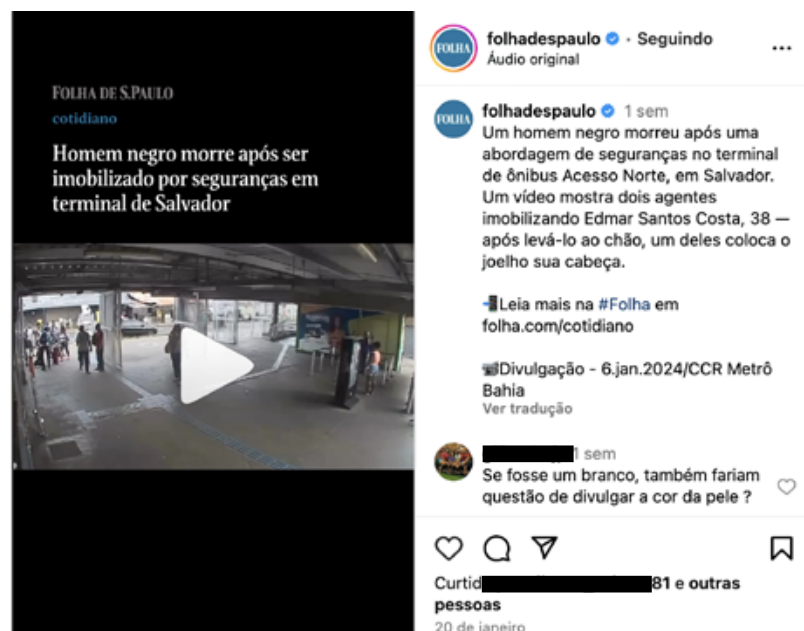 FOLHA DE S.PAULO
cotidiano
Homem negro morre após ser
imobilizado por seguranças em
terminal de Salvador
FOLHA
folhadespaulo • Seguindo
Áudio original
FOLHA
folhadespaulo 1 sem
Um homem negro morreu após uma
abordagem de seguranças no terminal
de ônibus Acesso Norte, em Salvador.
Um vídeo mostra dois agentes
imobilizando Edmar Santos Costa, 38 —
após levá-lo ao chão, um deles coloca o
joelho sua cabeça.
Leia mais na #Folha em
folha.com/cotidiano
Divulgação - 6.jan.2024/CCR Metrô
Bahia
Ver tradução
1 sem
Se fosse um branco, também fariam
questão de divulgar a cor da pele ?
Curtid 81 e outras
pessoas
20 de janeiro